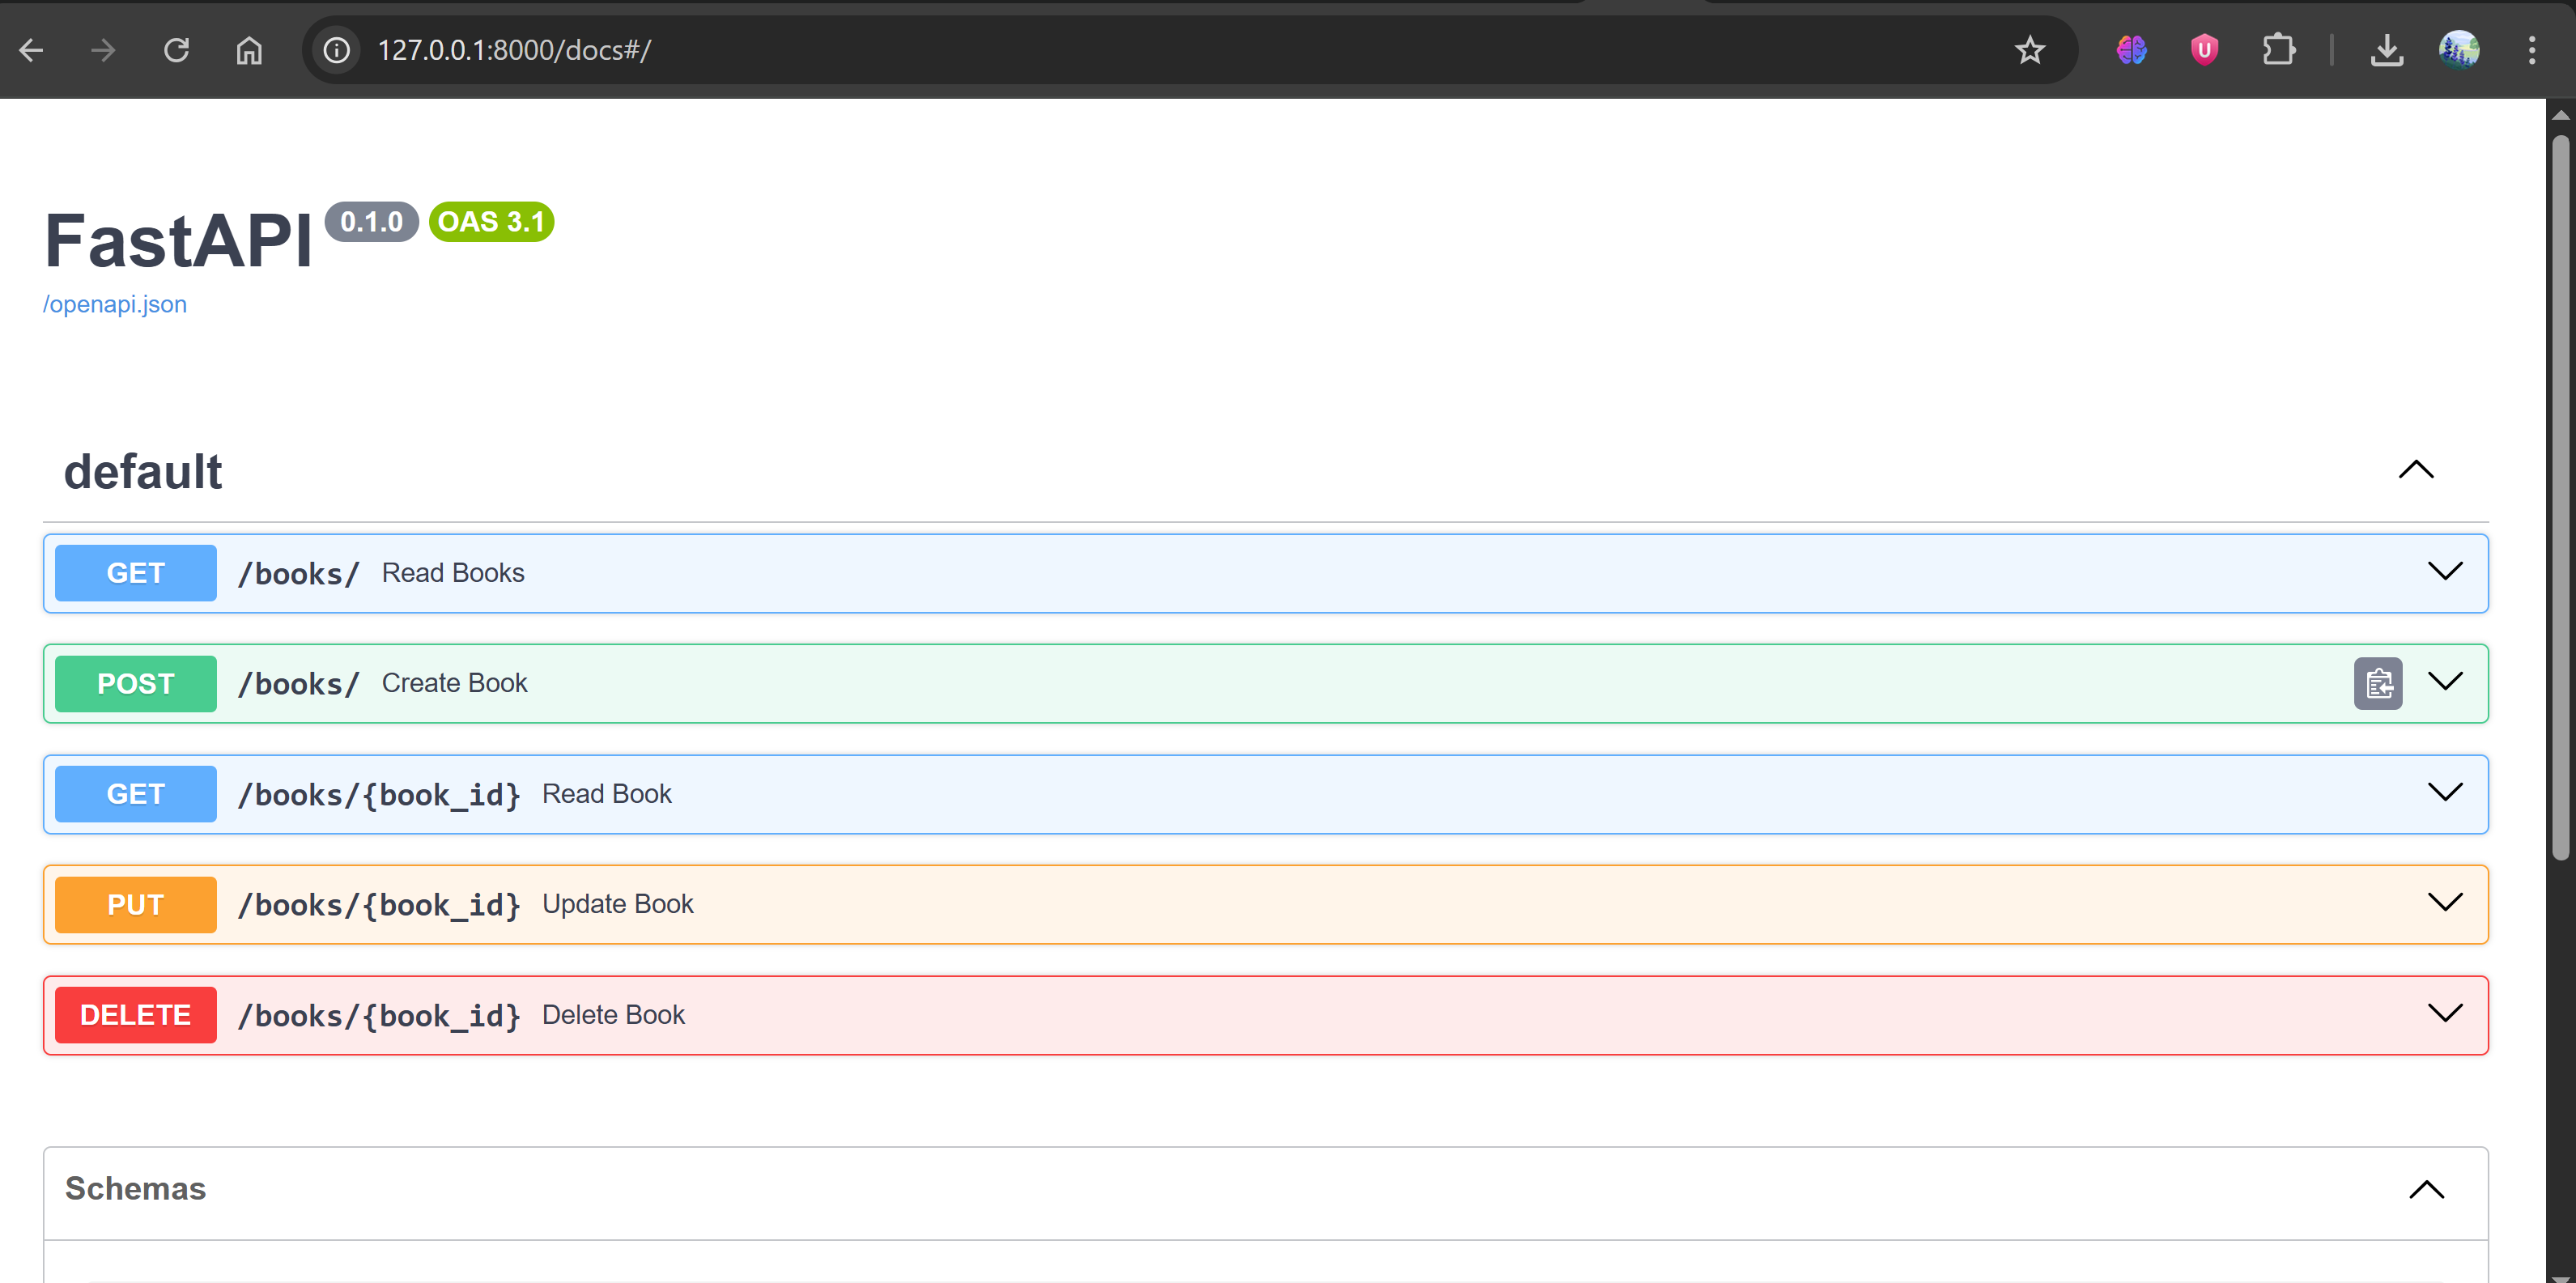 127.0.0.1:8000/docs#/
FastAPI 0.1.0 OAS 3.1
/openapi.json
default
GET /books/ Read Books
POST /books/ Create Book
GET /books/{book_id} Read Book
PUT /books/{book_id} Update Book
DELETE /books/{book_id} Delete Book
Schemas